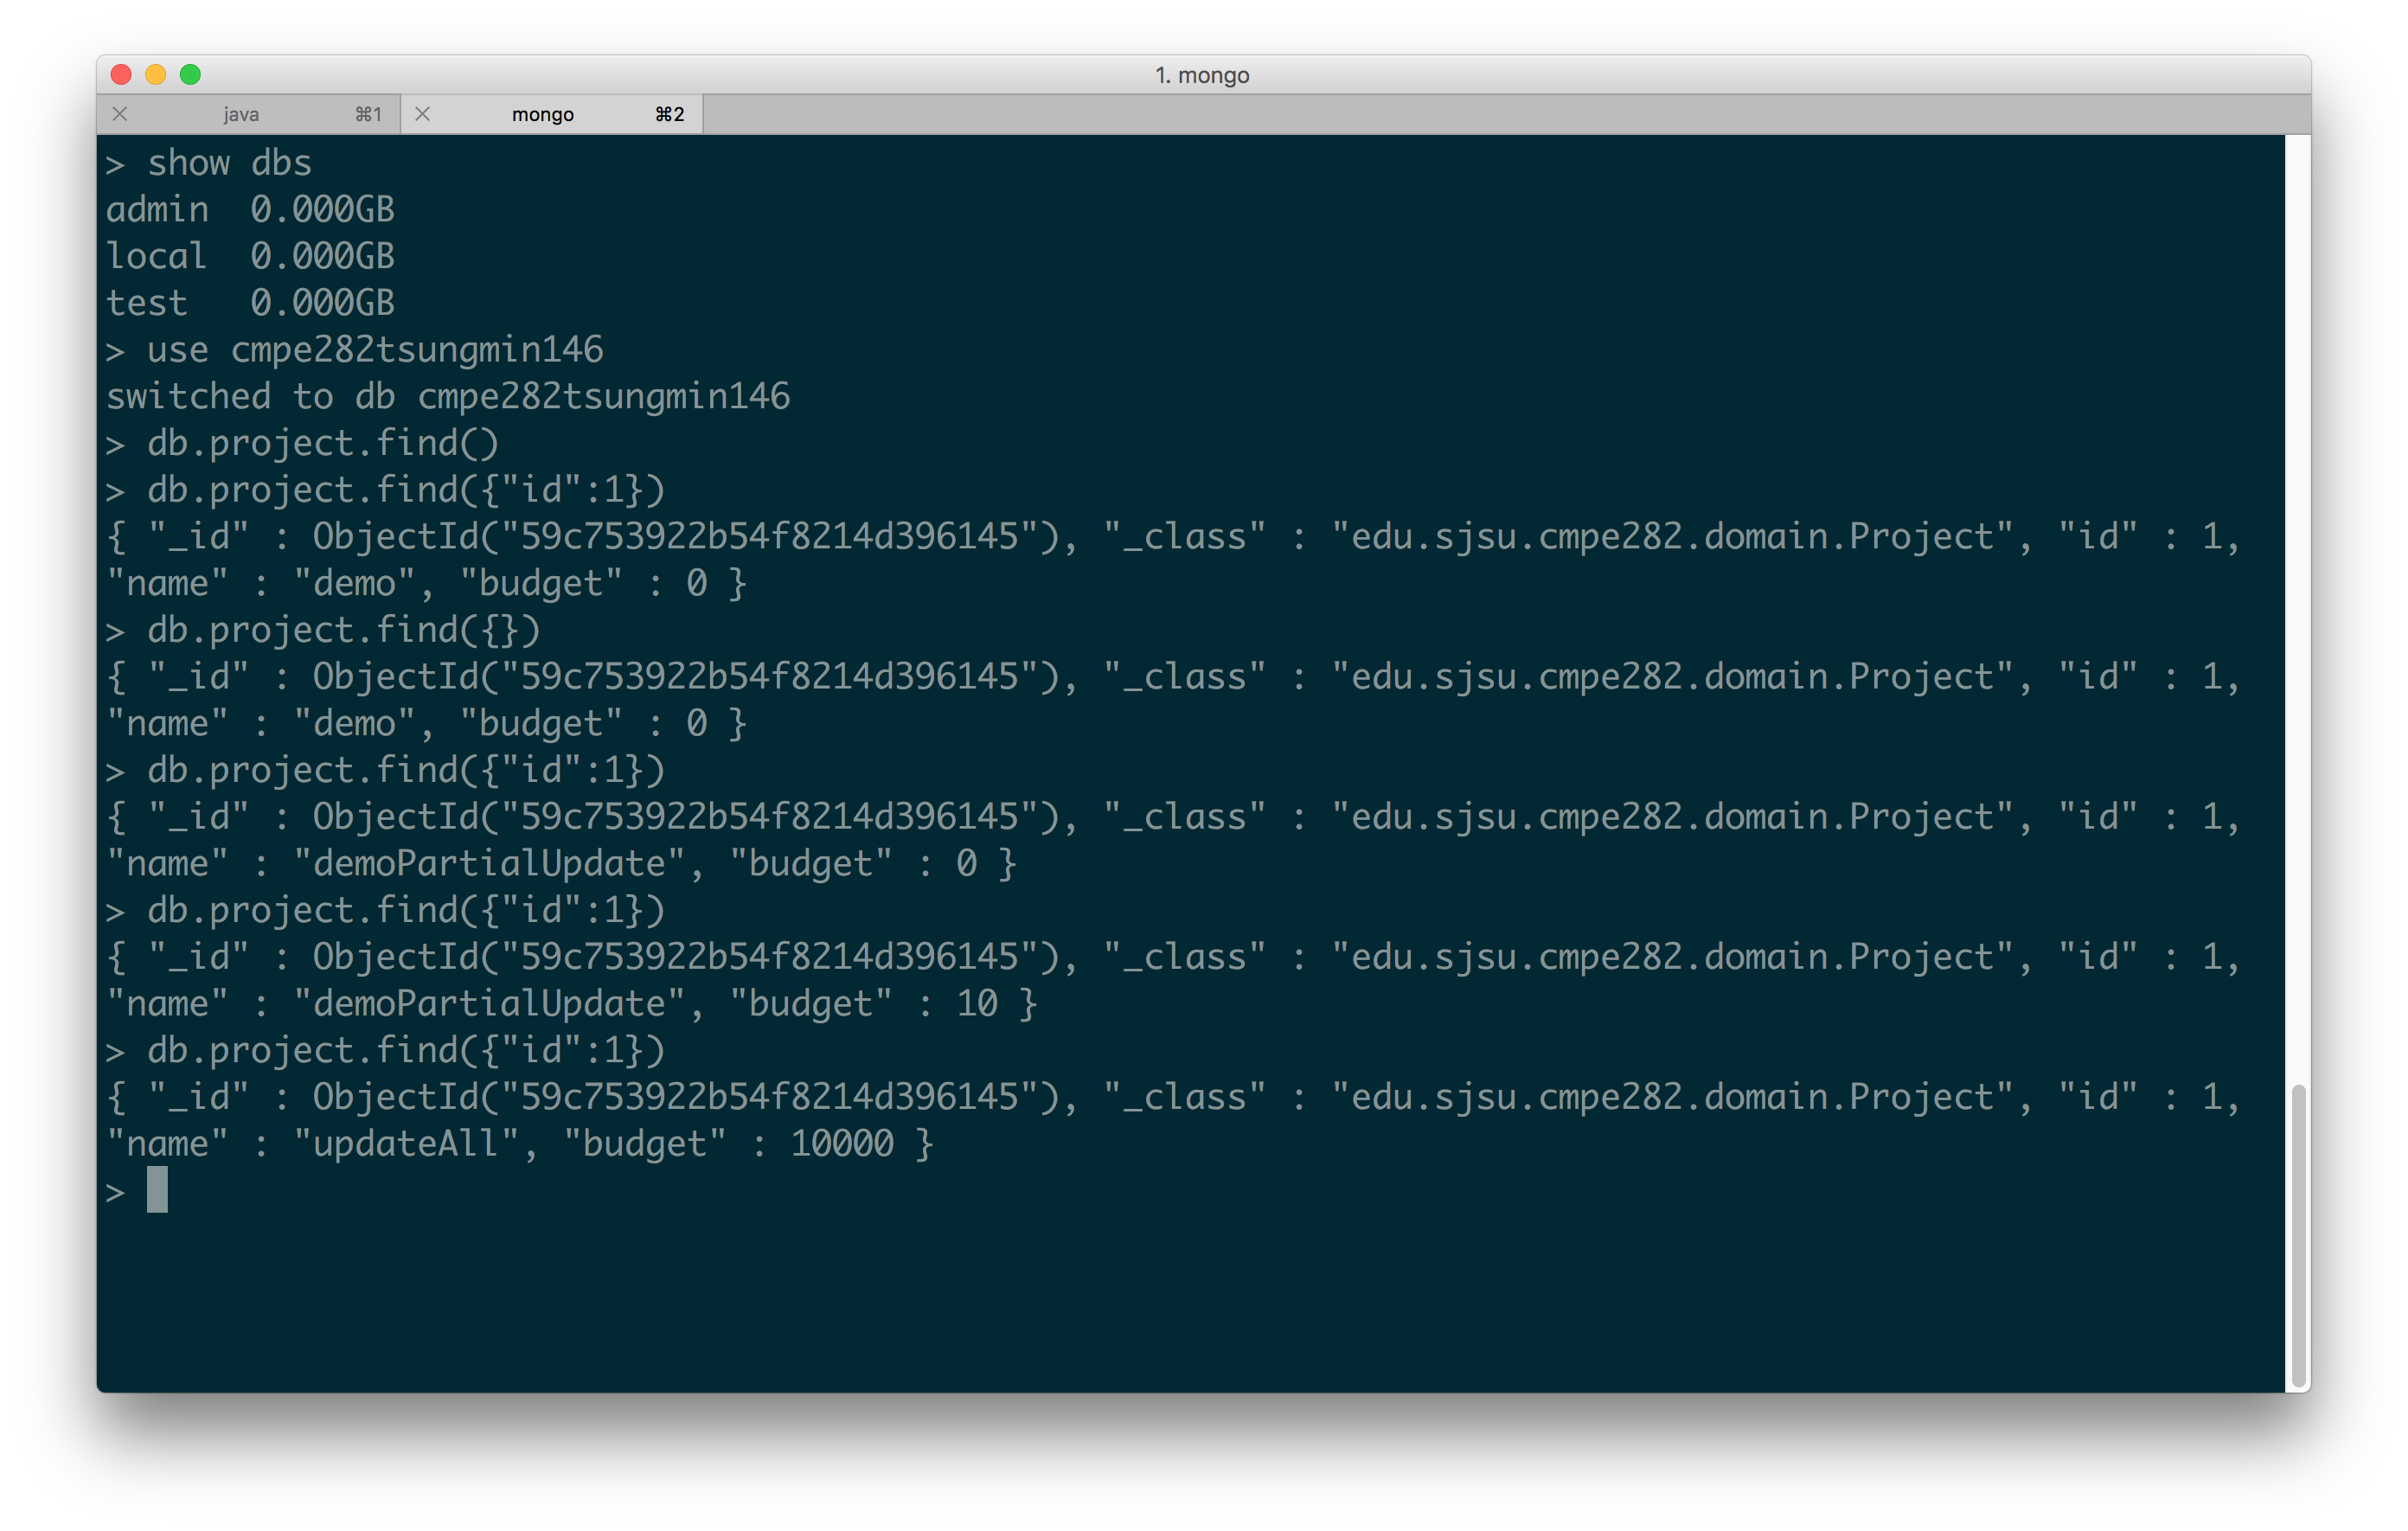 1. mongo
java ⌘1 mongo ⌘2
> show dbs
admin  0.000GB
local  0.000GB
test   0.000GB
> use cmpe282tsungmin146
switched to db cmpe282tsungmin146
> db.project.find()
> db.project.find({"id":1})
{ "_id" : ObjectId("59c753922b54f8214d396145"), "_class" : "edu.sjsu.cmpe282.domain.Project", "id" : 1,
"name" : "demo", "budget" : 0 }
> db.project.find({})
{ "_id" : ObjectId("59c753922b54f8214d396145"), "_class" : "edu.sjsu.cmpe282.domain.Project", "id" : 1,
"name" : "demo", "budget" : 0 }
> db.project.find({"id":1})
{ "_id" : ObjectId("59c753922b54f8214d396145"), "_class" : "edu.sjsu.cmpe282.domain.Project", "id" : 1,
"name" : "demoPartialUpdate", "budget" : 0 }
> db.project.find({"id":1})
{ "_id" : ObjectId("59c753922b54f8214d396145"), "_class" : "edu.sjsu.cmpe282.domain.Project", "id" : 1,
"name" : "demoPartialUpdate", "budget" : 10 }
> db.project.find({"id":1})
{ "_id" : ObjectId("59c753922b54f8214d396145"), "_class" : "edu.sjsu.cmpe282.domain.Project", "id" : 1,
"name" : "updateAll", "budget" : 10000 }
>